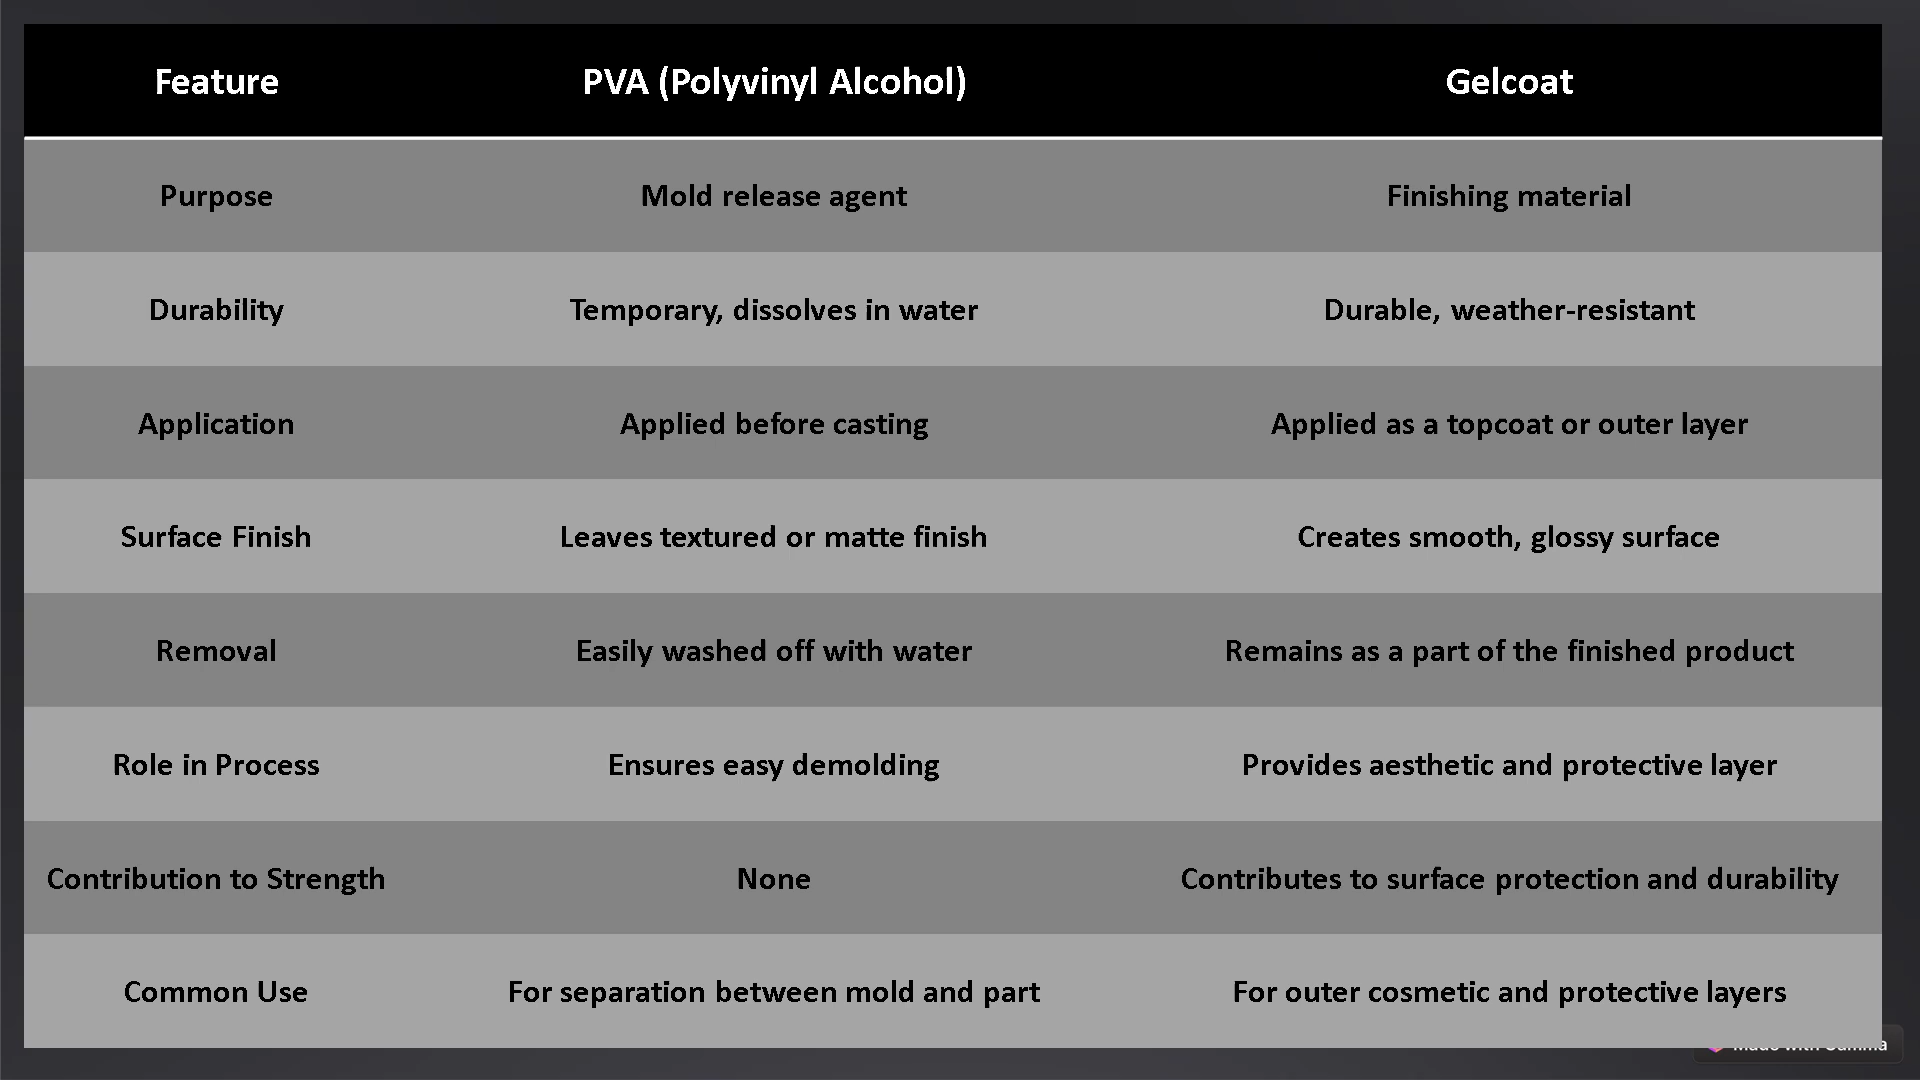 Feature PVA (Polyvinyl Alcohol) Gelcoat
Purpose Mold release agent Finishing material
Durability Temporary, dissolves in water Durable, weather-resistant
Application Applied before casting Applied as a topcoat or outer layer
Surface Finish Leaves textured or matte finish Creates smooth, glossy surface
Removal Easily washed off with water Remains as a part of the finished product
Role in Process Ensures easy demolding Provides aesthetic and protective layer
Contribution to Strength None Contributes to surface protection and durability
Common Use For separation between mold and part For outer cosmetic and protective layers